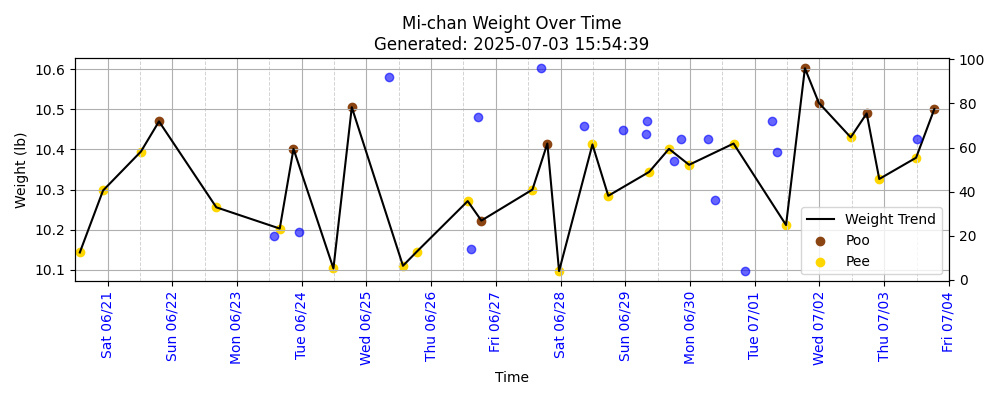 Mi-chan Weight Over Time
Generated: 2025-07-03 15:54:39
Weight (lb)
10.6
10.5
10.4
10.3
10.2
10.1
100
80
60
40
20
0
Weight Trend
Poo
Pee
Sat 06/21
Sun 06/22
Mon 06/23
Tue 06/24
Wed 06/25
Thu 06/26
Fri 06/27
Sat 06/28
Sun 06/29
Mon 06/30
Tue 07/01
Wed 07/02
Thu 07/03
Fri 07/04
Time